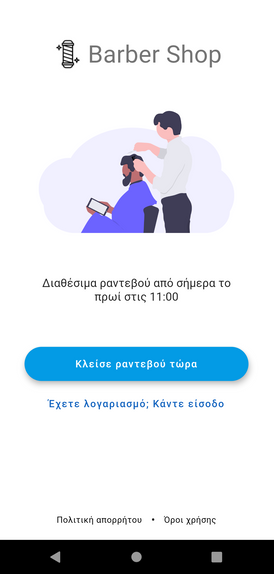 Barber Shop
Διαθέσιμα ραντεβού από σήμερα το
πρωί στις 11:00
Κλείσε ραντεβού τώρα
Έχετε λογαριασμό; Κάντε είσοδο
Πολιτική απορρήτου • Όροι χρήσης